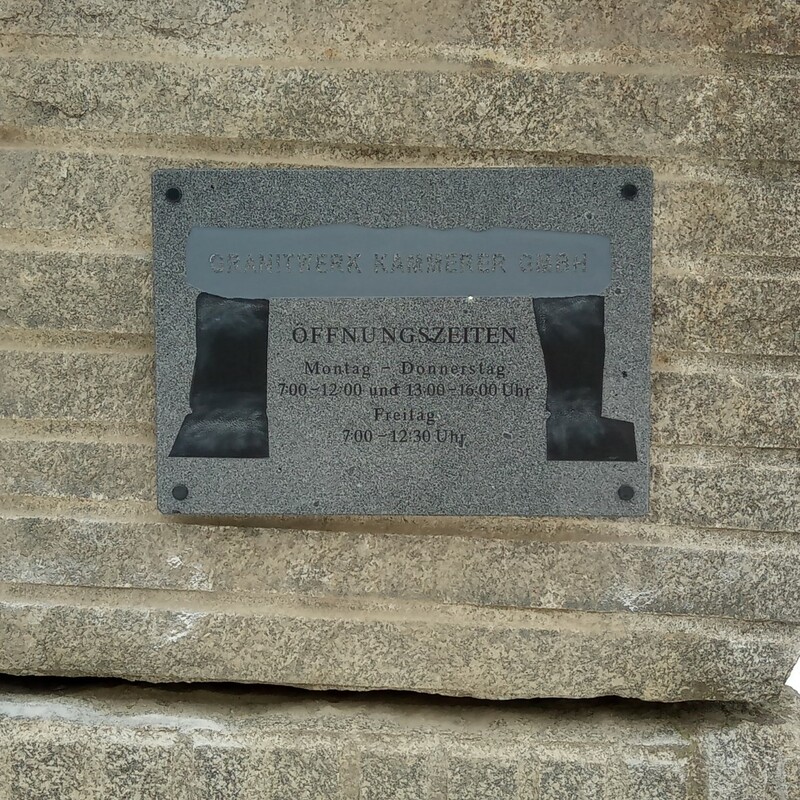 GRANITWERK KAMMERER GMBH
ÖFFNUNGSZEITEN
Montag – Donnerstag
7:00–12:00 und 13:00–16:00 Uhr
Freitag
7:00–12:30 Uhr